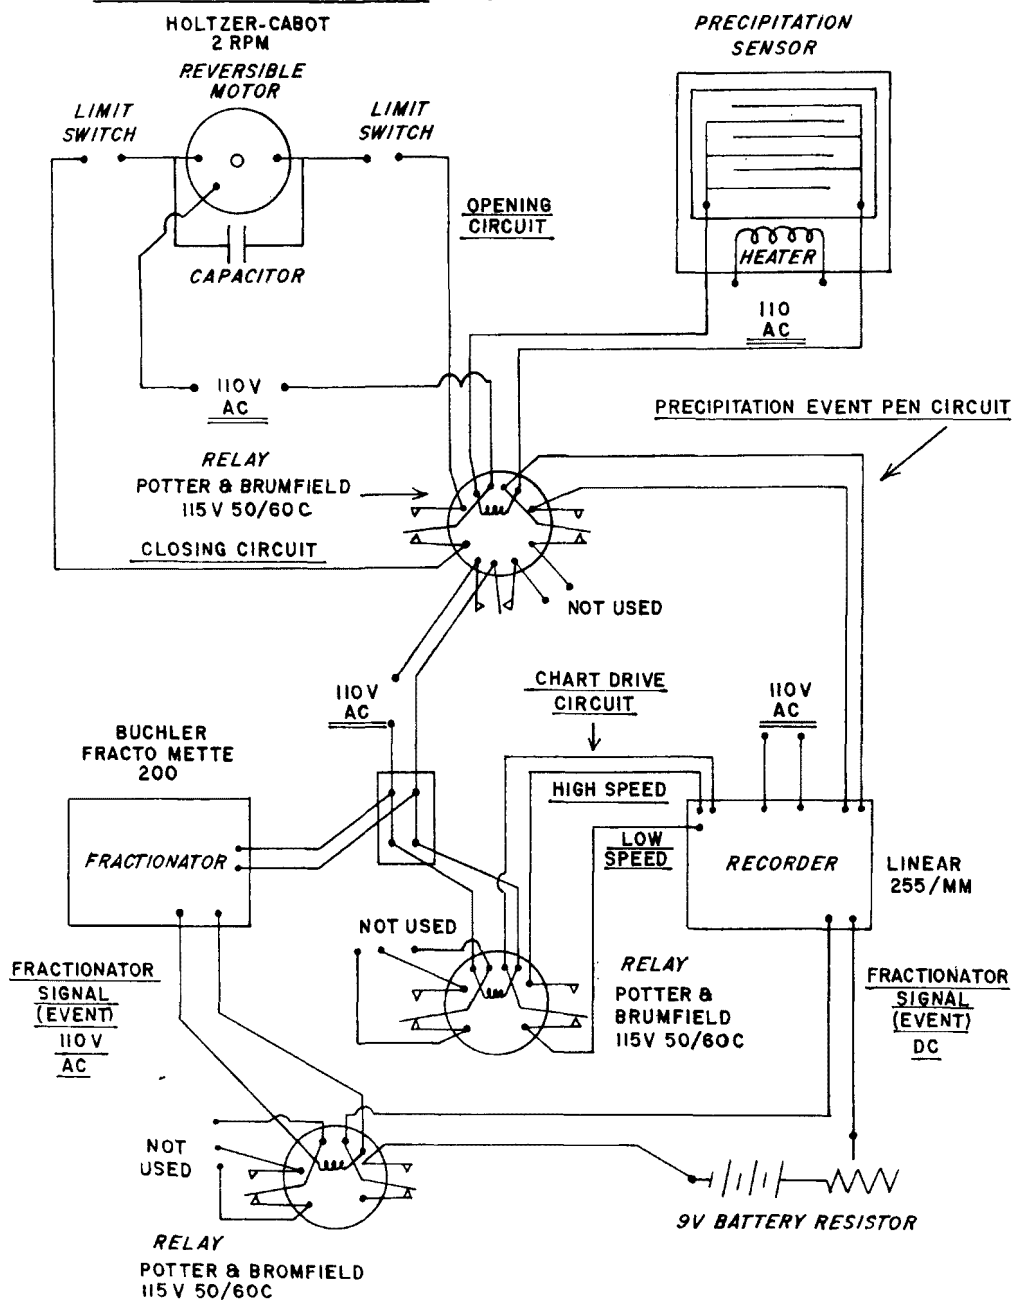 HOLTZER-CABOT
2 RPM
REVERSIBLE
MOTOR
LIMIT
SWITCH
LIMIT
SWITCH
CAPACITOR
OPENING
CIRCUIT
PRECIPITATION
SENSOR
HEATER
110
AC
110V
AC
PRECIPITATION EVENT PEN CIRCUIT
RELAY
POTTER & BRUMFIELD
115V 50/60C
CLOSING CIRCUIT
NOT USED
110V
AC
CHART DRIVE
CIRCUIT
110V
AC
BUCHLER
FRACTO METTE
200
HIGH SPEED
LOW
SPEED
FRACTIONATOR
RECORDER
LINEAR
255/MM
NOT USED
FRACTIONATOR
SIGNAL
(EVENT)
110V
AC
RELAY
POTTER &
BRUMFIELD
115V 50/60C
FRACTIONATOR
SIGNAL
(EVENT)
DC
NOT
USED
9V BATTERY RESISTOR
RELAY
POTTER & BROMFIELD
115V 50/60C